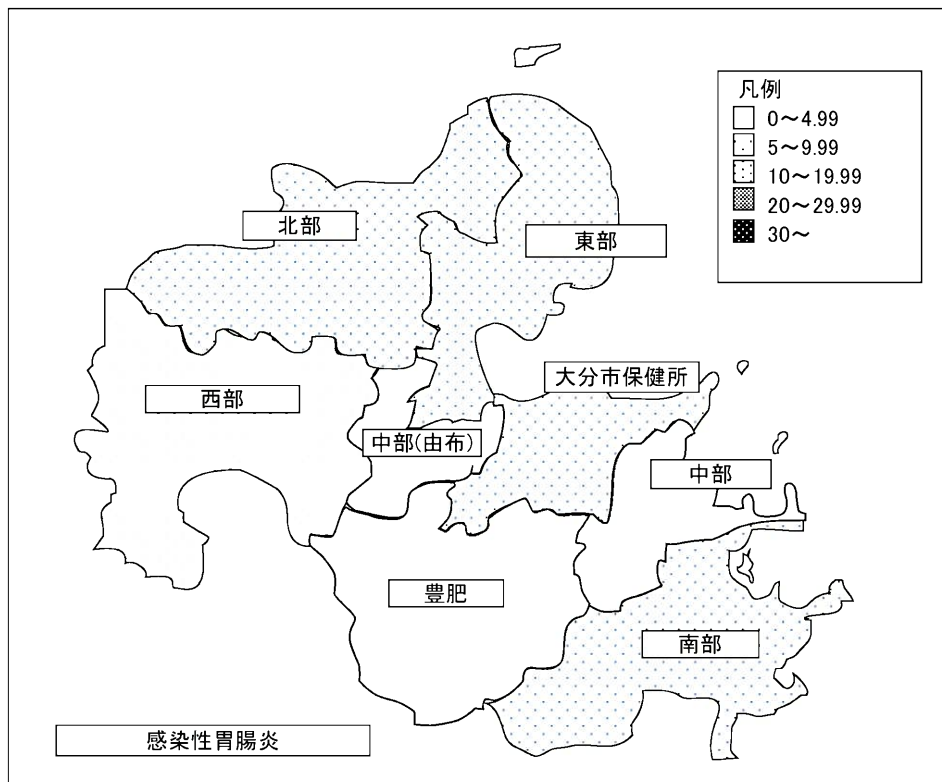 凡例
0～4.99
5～9.99
10～19.99
20～29.99
30～
北部
東部
大分市保健所
西部
中部(由布)
中部
豊肥
南部
感染性胃腸炎